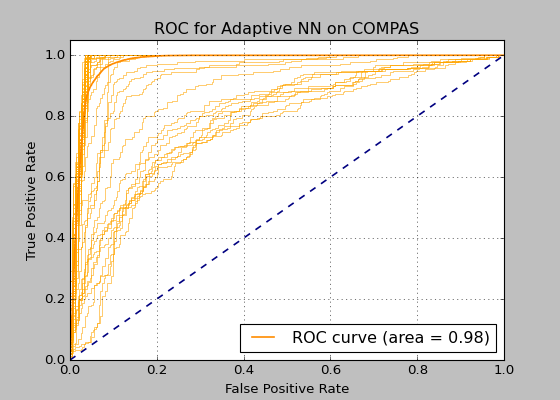 ROC for Adaptive NN on COMPAS
True Positive Rate
1.0
0.8
0.6
0.4
0.2
0.0
ROC curve (area = 0.98)
0.0 0.2 0.4 0.6 0.8 1.0
False Positive Rate